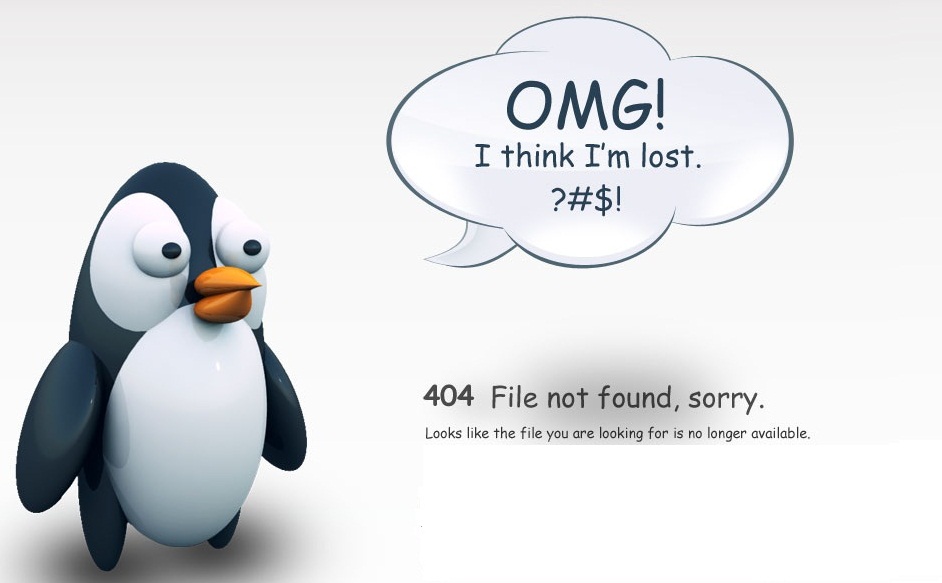 OMG!
I think I'm lost.
?#$!
404 File not found, sorry.
Looks like the file you are looking for is no longer available.